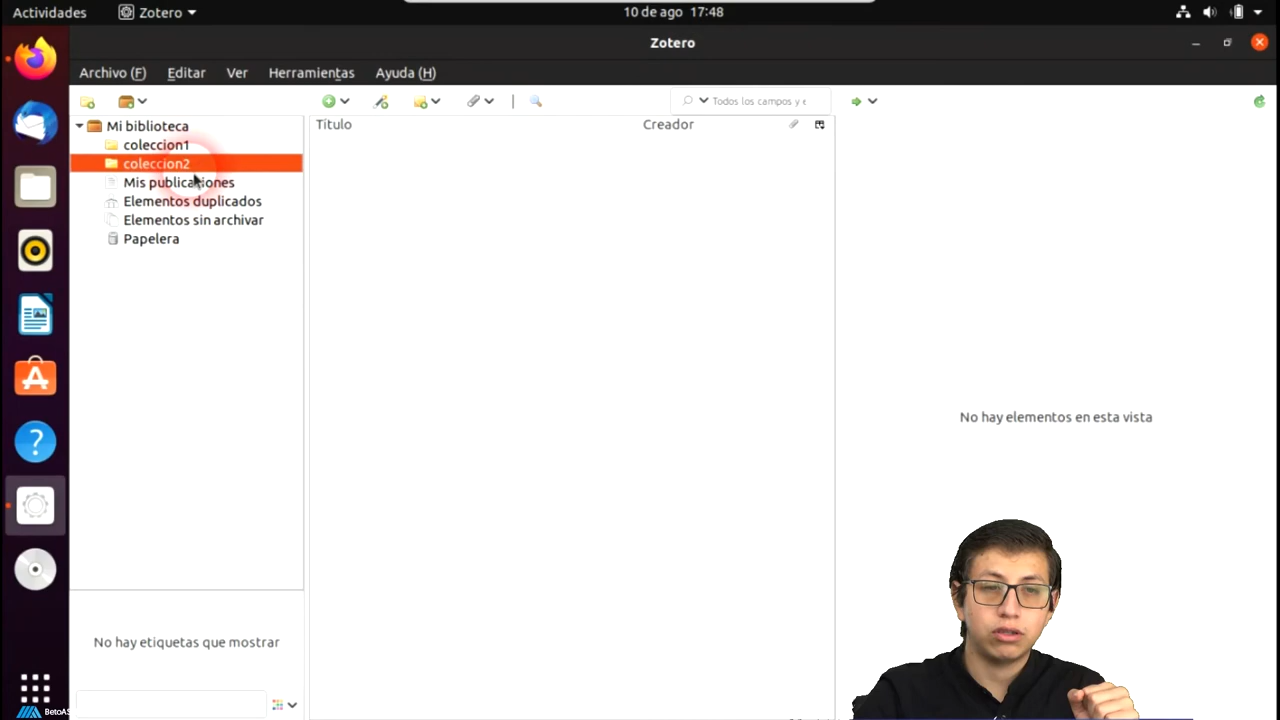 Actividades
Zotero
10 de ago 17:48
Zotero
Archivo (F)
Editar
Ver
Herramientas
Ayuda (H)
Todos los campos y e
Mi biblioteca
coleccion1
coleccion2
Mis publicaciones
Elementos duplicados
Elementos sin archivar
Papelera
Título
Creador
No hay elementos en esta vista
No hay etiquetas que mostrar
BetoAS